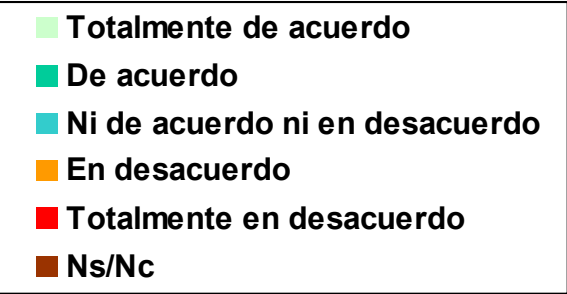 Totalmente de acuerdo
De acuerdo
Ni de acuerdo ni en desacuerdo
En desacuerdo
Totalmente en desacuerdo
Ns/Nc